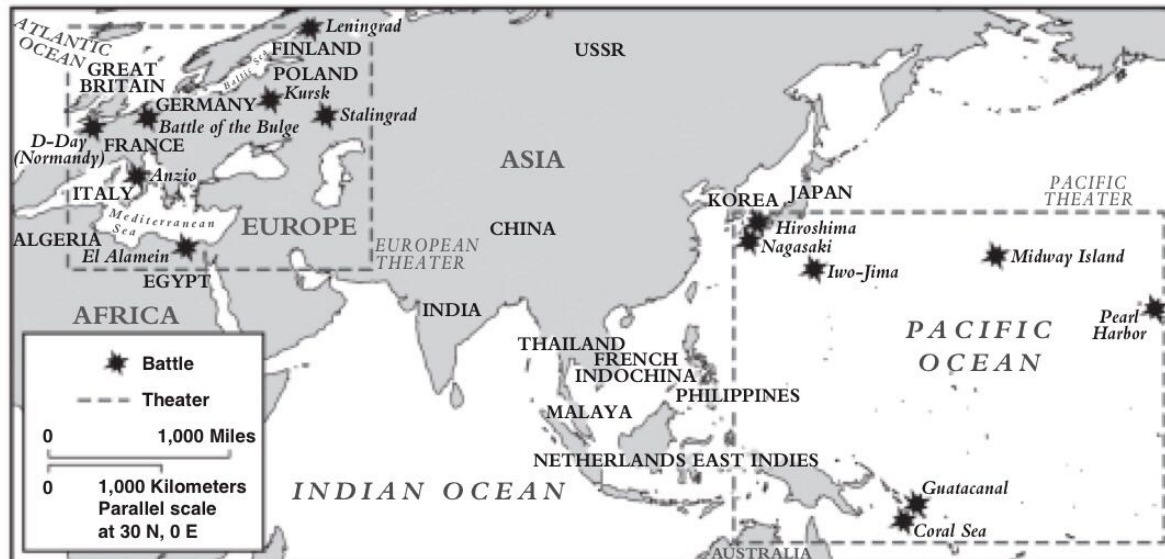 ATLANTIC
OCEAN
Leningrad
FINLAND
Baltic Sea
USSR
GREAT
BRITAIN
POLAND
Kursk
GERMANY
Stalingrad
Battle of the Bulge
D-Day
(Normandy)
FRANCE
ASIA
Anzio
ITALY
KOREA
JAPAN
PACIFIC
THEATER
Mediterranean
Sea
EUROPE
CHINA
Hiroshima
Nagasaki
ALGERIA
El Alamein
EUROPEAN
THEATER
Iwo-Jima
Midway Island
EGYPT
INDIA
AFRICA
Pearl
Harbor
PACIFIC
OCEAN
THAILAND
FRENCH
INDOCHINA
PHILIPPINES
MALAYA
NETHERLANDS EAST INDIES
INDIAN OCEAN
Guatacanal
Coral Sea
AUSTRALIA
Battle
Theater
0 1,000 Miles
0 1,000 Kilometers
Parallel scale
at 30 N, 0 E